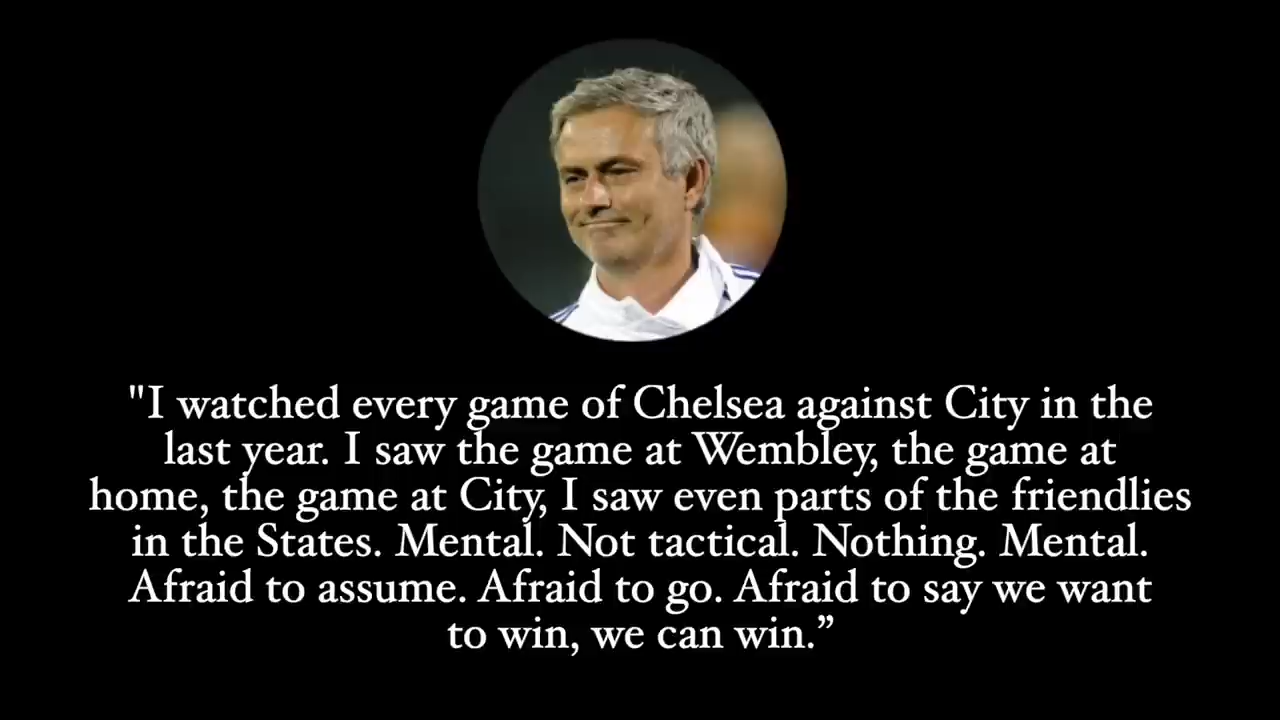 "I watched every game of Chelsea against City in the
last year. I saw the game at Wembley, the game at
home, the game at City, I saw even parts of the friendlies
in the States. Mental. Not tactical. Nothing. Mental.
Afraid to assume. Afraid to go. Afraid to say we want
to win, we can win.”